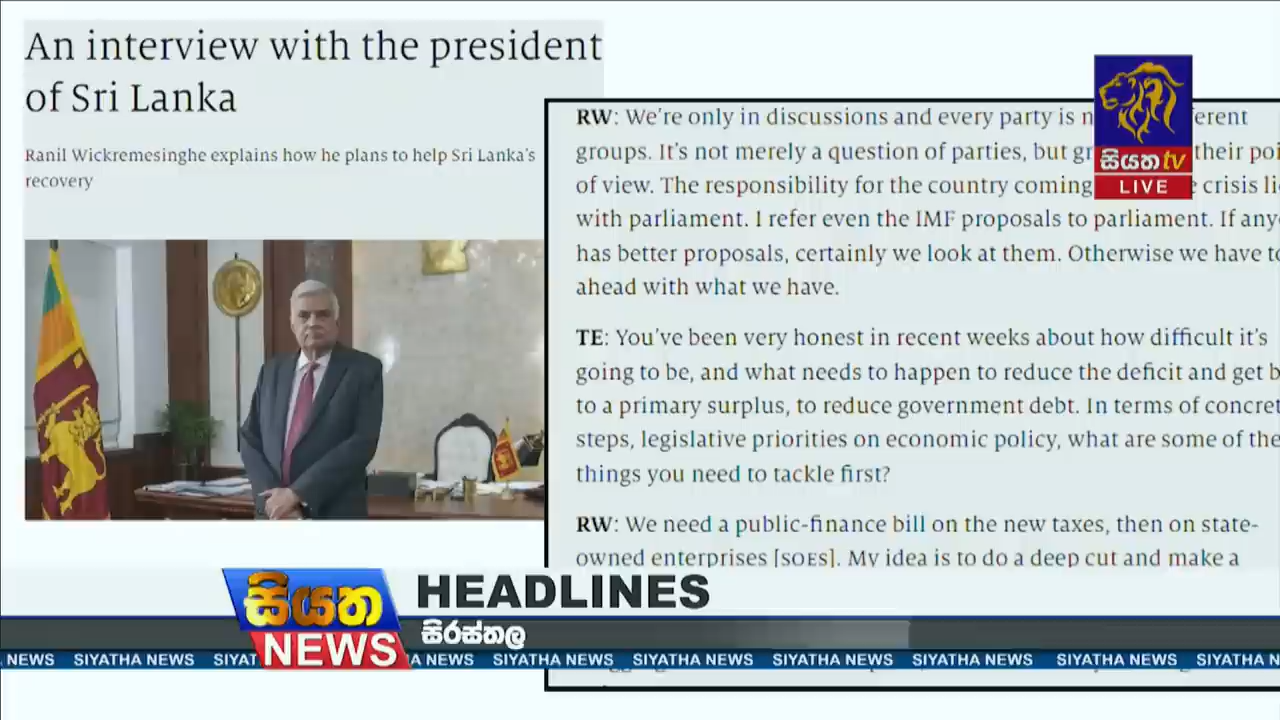 An interview with the president
of Sri Lanka
Ranil Wickremesinghe explains how he plans to help Sri Lanka's
recovery
RW: We're only in discussions and every party is
groups. It's not merely a question of parties, but their
of view. The responsibility for the country coming crisis
with parliament. I refer even the IMF proposals to parliament. If any
has better proposals, certainly we look at them. Otherwise we have
ahead with what we have.
TE: You've been very honest in recent weeks about how difficult it's
going to be, and what needs to happen to reduce the deficit and get
to a primary surplus, to reduce government debt. In terms of
steps, legislative priorities on economic policy, what are some of the
things you need to tackle first?
RW: We need a public-finance bill on the new taxes, then on state-
owned enterprises [SOEs]. My idea is to do a deep cut and make a
සියත tv
LIVE
සියත
NEWS
HEADLINES
සිරස්තල
NEWS SIYATHA NEWS SIYATHA NEWS SIYATHA NEWS SIYATHA NEWS SIYATHA NEWS SIYATHA NEWS SIYATHA